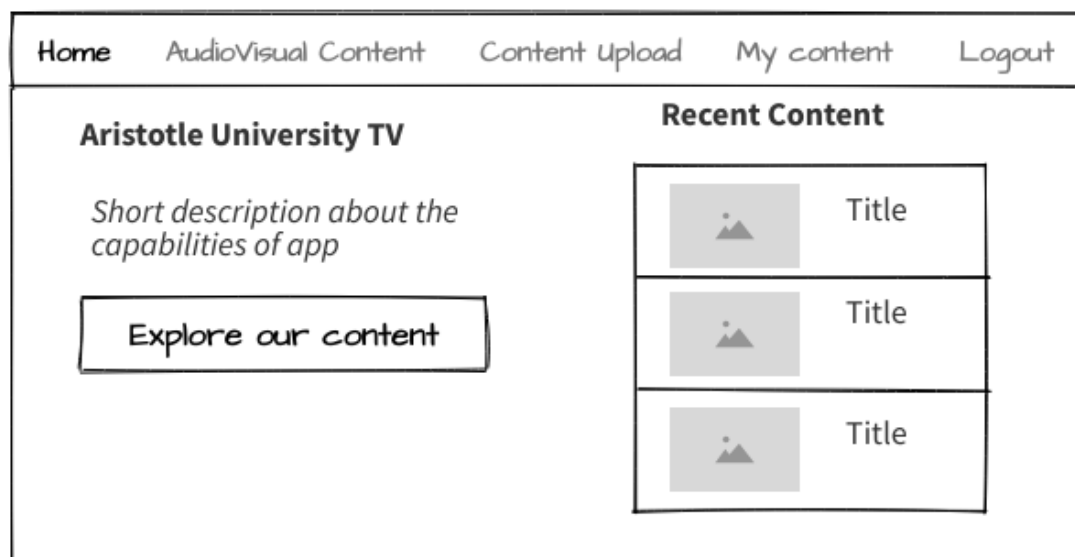 Home AudioVisual Content Content Upload My content Logout
Aristotle University TV
Short description about the
capabilities of app
Explore our content
Recent Content
Title
Title
Title